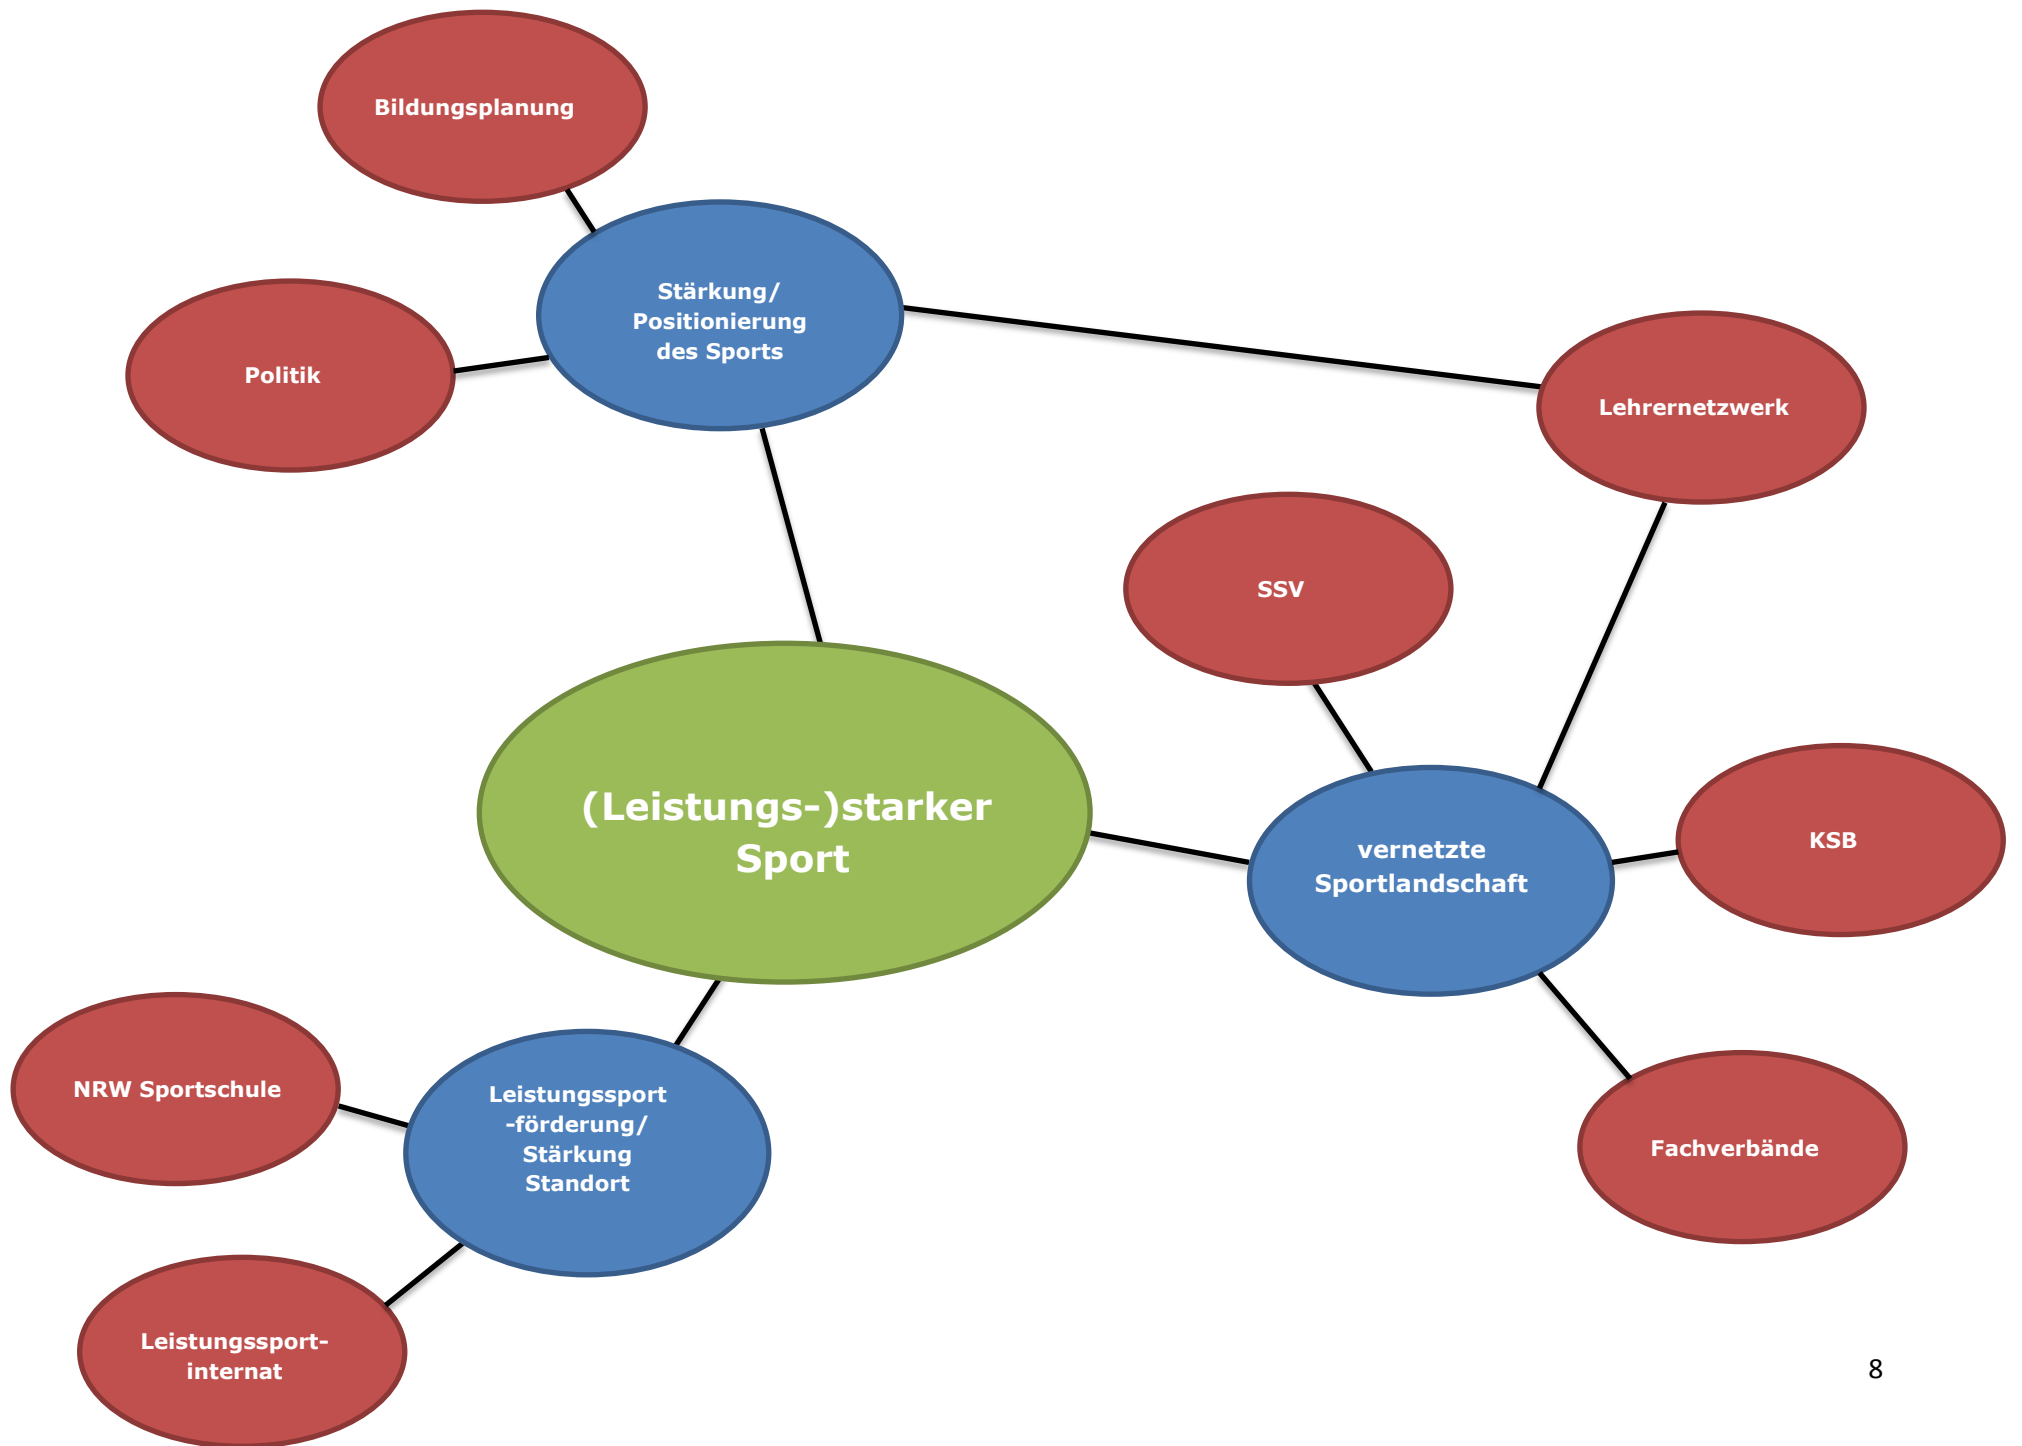 Bildungsplanung
Stärkung/
Positionierung
des Sports
Politik
Lehrernetzwerk
SSV
(Leistungs-)starker
Sport
vernetzte
Sportlandschaft
KSB
NRW Sportschule
Leistungssport
-förderung/
Stärkung
Standort
Fachverbände
Leistungssport-
internat
8